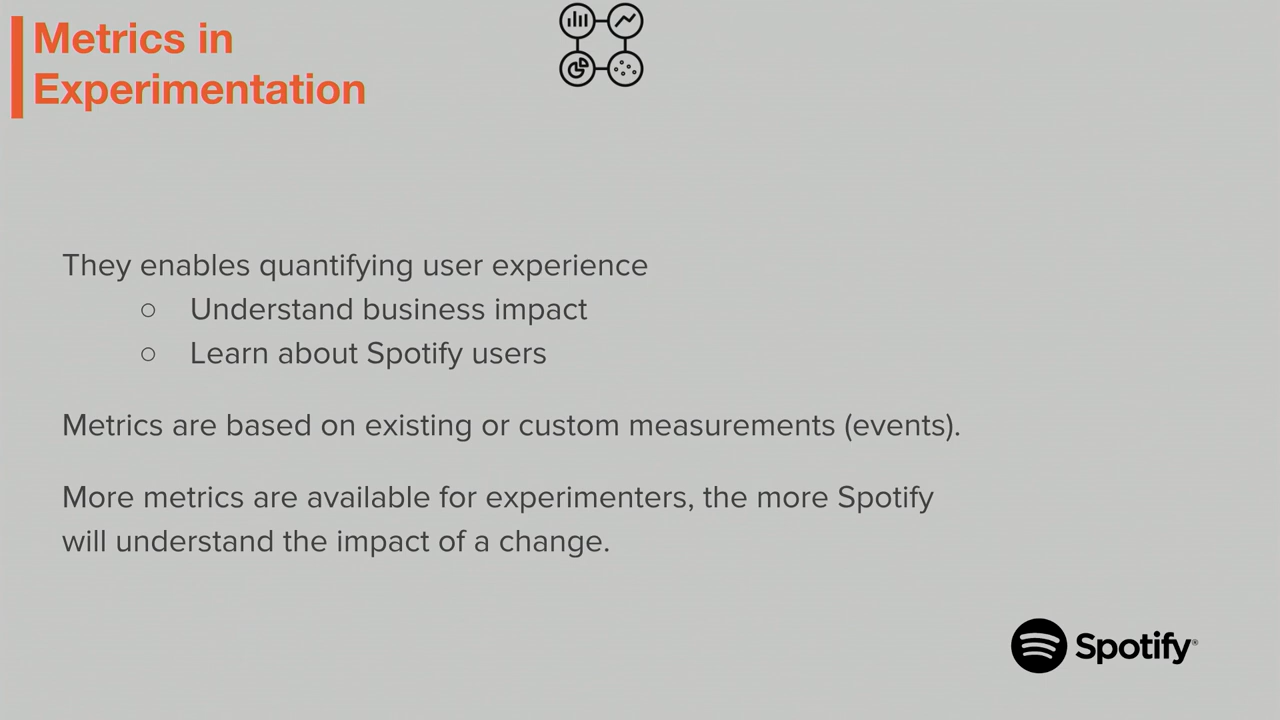 Metrics in
Experimentation
They enables quantifying user experience
○ Understand business impact
○ Learn about Spotify users
Metrics are based on existing or custom measurements (events).
More metrics are available for experimenters, the more Spotify
will understand the impact of a change.
Spotify®